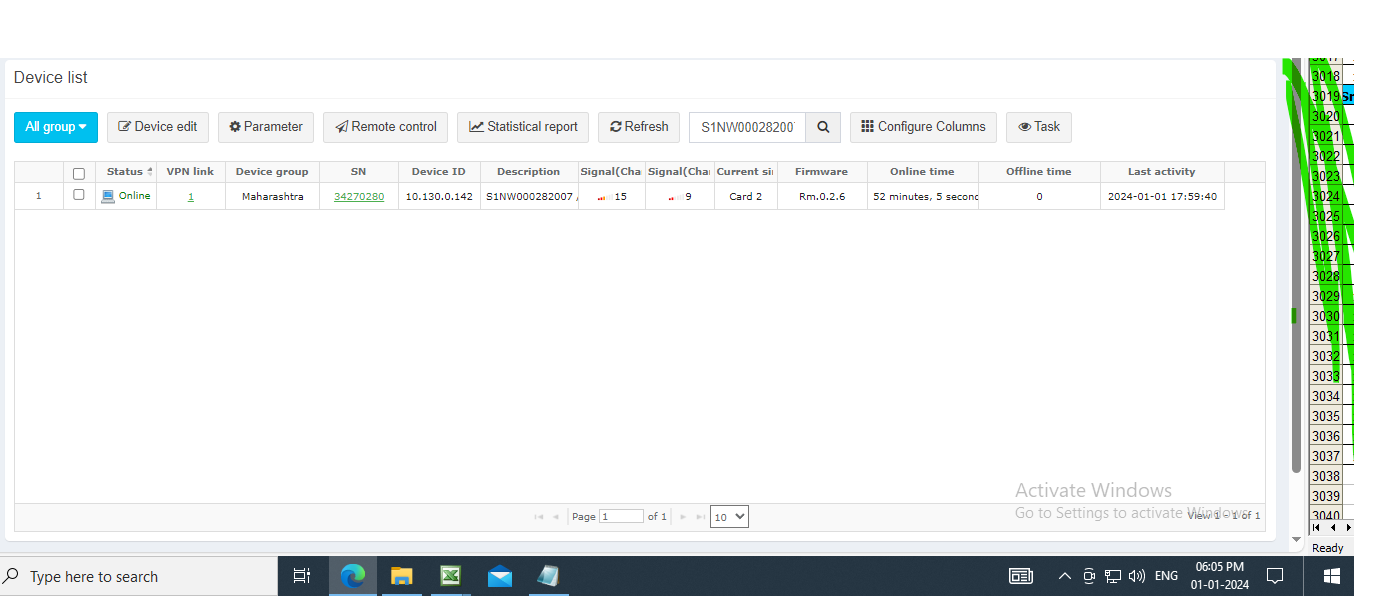 Device list
All group Device edit Parameter Remote control Statistical report Refresh S1NW00028200 Configure Columns Task
Status VPN link Device group SN Device ID Description Signal(Cha Signal(Cha Current si Firmware Online time Offline time Last activity
1 Online 1 Maharashtra 34270280 10.130.0.142 S1NW000282007 15 9 Card 2 Rm.0.2.6 52 minutes, 5 second 0 2024-01-01 17:59:40
Activate Windows
Go to Settings to activate Windows.
Page 1 of 1 10 View 1 - 1 of 1
3018
3019 Sr
3020
3021
3022
3023
3024
3025
3026
3027
3028
3029
3030
3031
3032
3033
3034
3035
3036
3037
3038
3039
3040
Ready
Type here to search
ENG
06:05 PM
01-01-2024